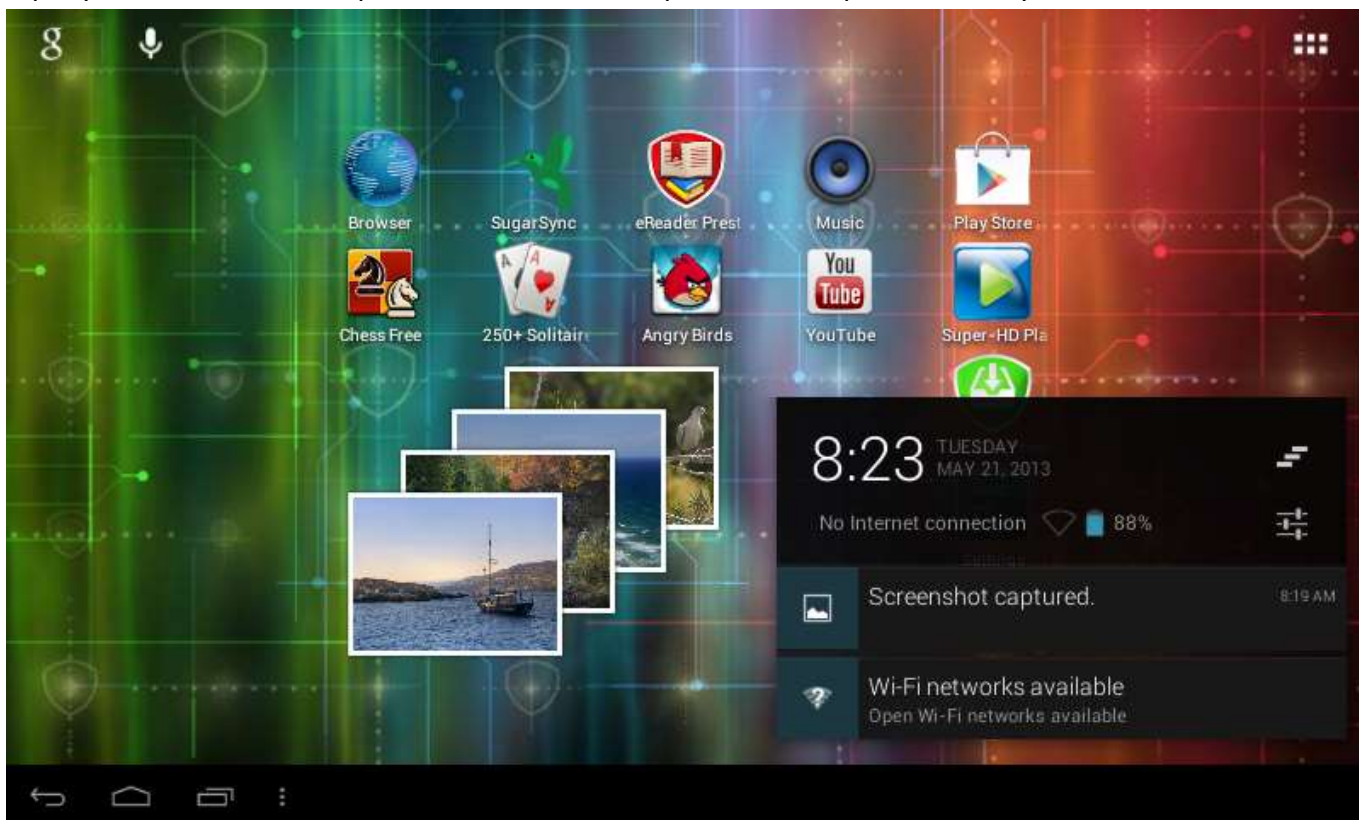 g
Browser
SugarSync
eReader Prest
Music
Play Store
You
Tube
Chess Free
250+ Solitair
Angry Birds
YouTube
Super-HD Pla
A
A
8:23
TUESDAY
MAY 21, 2013
No Internet connection
88%
Screenshot captured.
8:19 AM
Wi-Fi networks available
Open Wi-Fi networks available